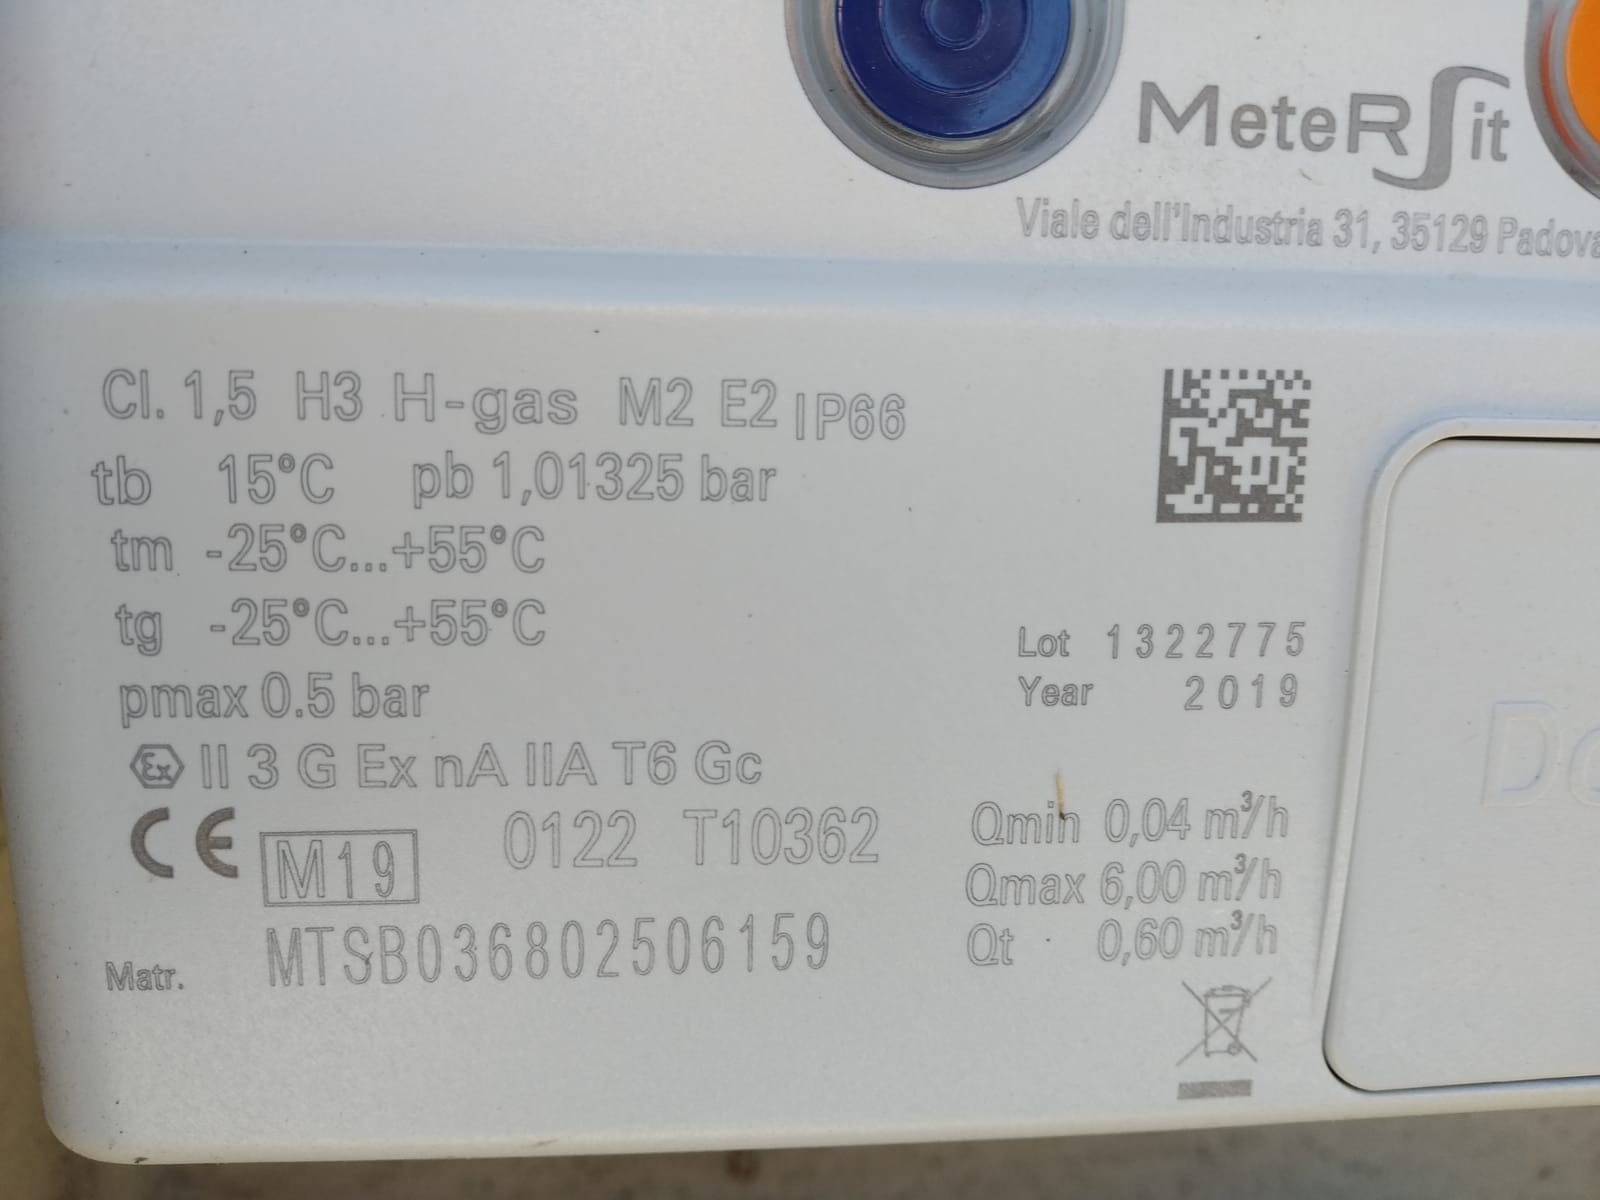 MeteRSit
Viale dell'Industria 31, 35129 Padova
Cl. 1,5 H3 H-gas M2 E2 IP66
tb 15°C pb 1,01325 bar
tm -25°C...+55°C
tg -25°C...+55°C
pmax 0.5 bar
Ex II 3 G Ex nA IIA T6 Gc
CE M19 0122 T10362
Matr. MTSB036802506159
Lot 1322775
Year 2019
Qmin 0,04 m³/h
Qmax 6,00 m³/h
Qt 0,60 m³/h